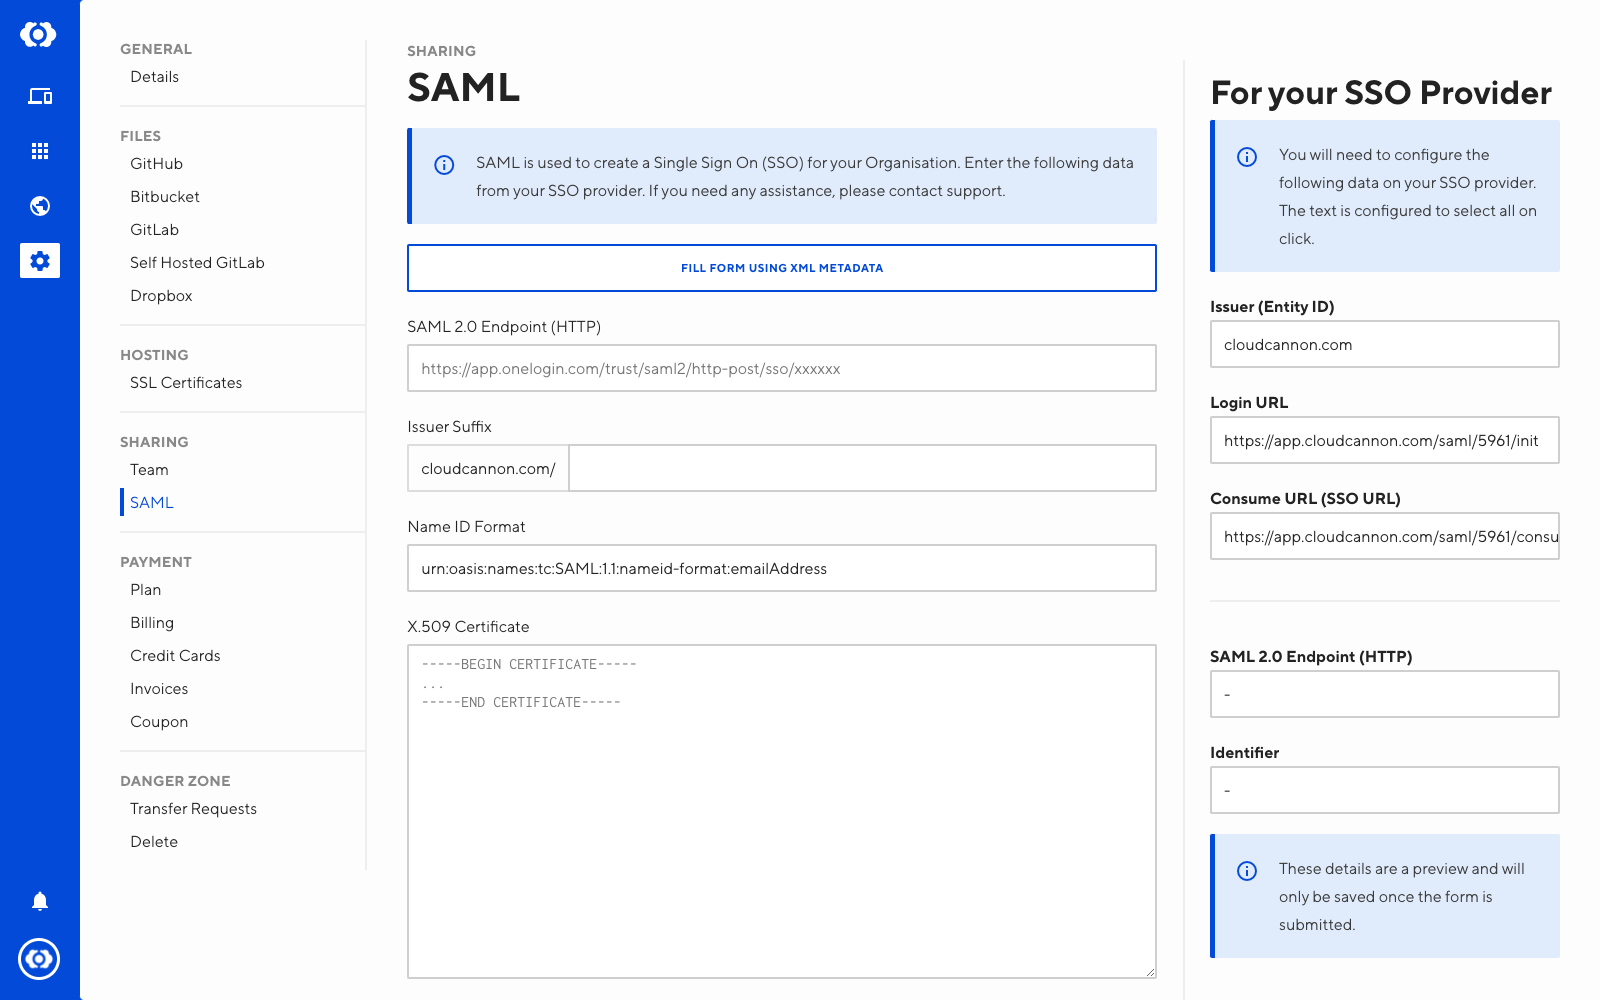 GENERAL
Details
FILES
GitHub
Bitbucket
GitLab
Self Hosted GitLab
Dropbox
HOSTING
SSL Certificates
SHARING
Team
SAML
PAYMENT
Plan
Billing
Credit Cards
Invoices
Coupon
DANGER ZONE
Transfer Requests
Delete
SHARING
SAML
SAML is used to create a Single Sign On (SSO) for your Organisation. Enter the following data
from your SSO provider. If you need any assistance, please contact support.
FILL FORM USING XML METADATA
SAML 2.0 Endpoint (HTTP)
https://app.onelogin.com/trust/saml2/http-post/sso/xxxxxx
Issuer Suffix
cloudcannon.com/
Name ID Format
urn:oasis:names:tc:SAML:1.1:nameid-format:emailAddress
X.509 Certificate
-----BEGIN CERTIFICATE-----
...
-----END CERTIFICATE-----
For your SSO Provider
You will need to configure the
following data on your SSO provider.
The text is configured to select all on
click.
Issuer (Entity ID)
cloudcannon.com
Login URL
https://app.cloudcannon.com/saml/5961/init
Consume URL (SSO URL)
https://app.cloudcannon.com/saml/5961/consu
SAML 2.0 Endpoint (HTTP)
-
Identifier
-
These details are a preview and will
only be saved once the form is
submitted.